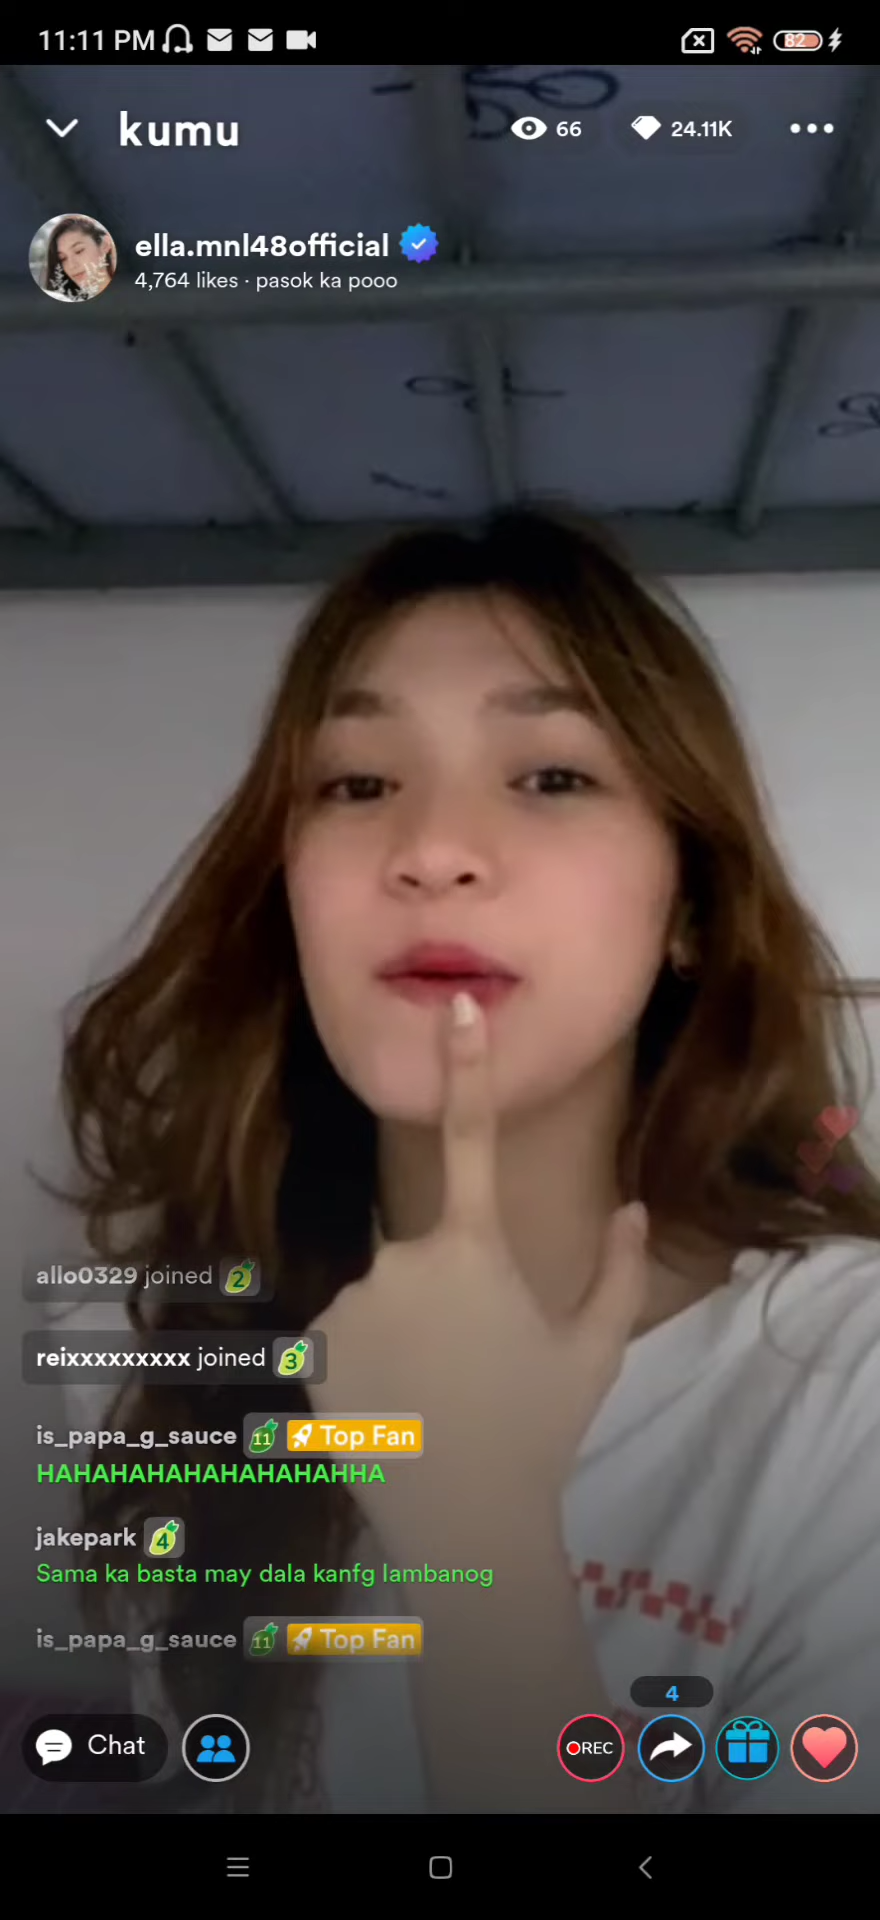 11:11 PM
82
kumu
66
24.11K
ella.mnl48official
4,764 likes · pasok ka pooo
allo0329 joined 2
reixxxxxxxxx joined 3
is_papa_g_sauce 11 Top Fan
HAHAHAHAHAHAHAHAHHA
jakepark 4
Sama ka basta may dala kanfg lambanog
is_papa_g_sauce 11 Top Fan
4
Chat
REC